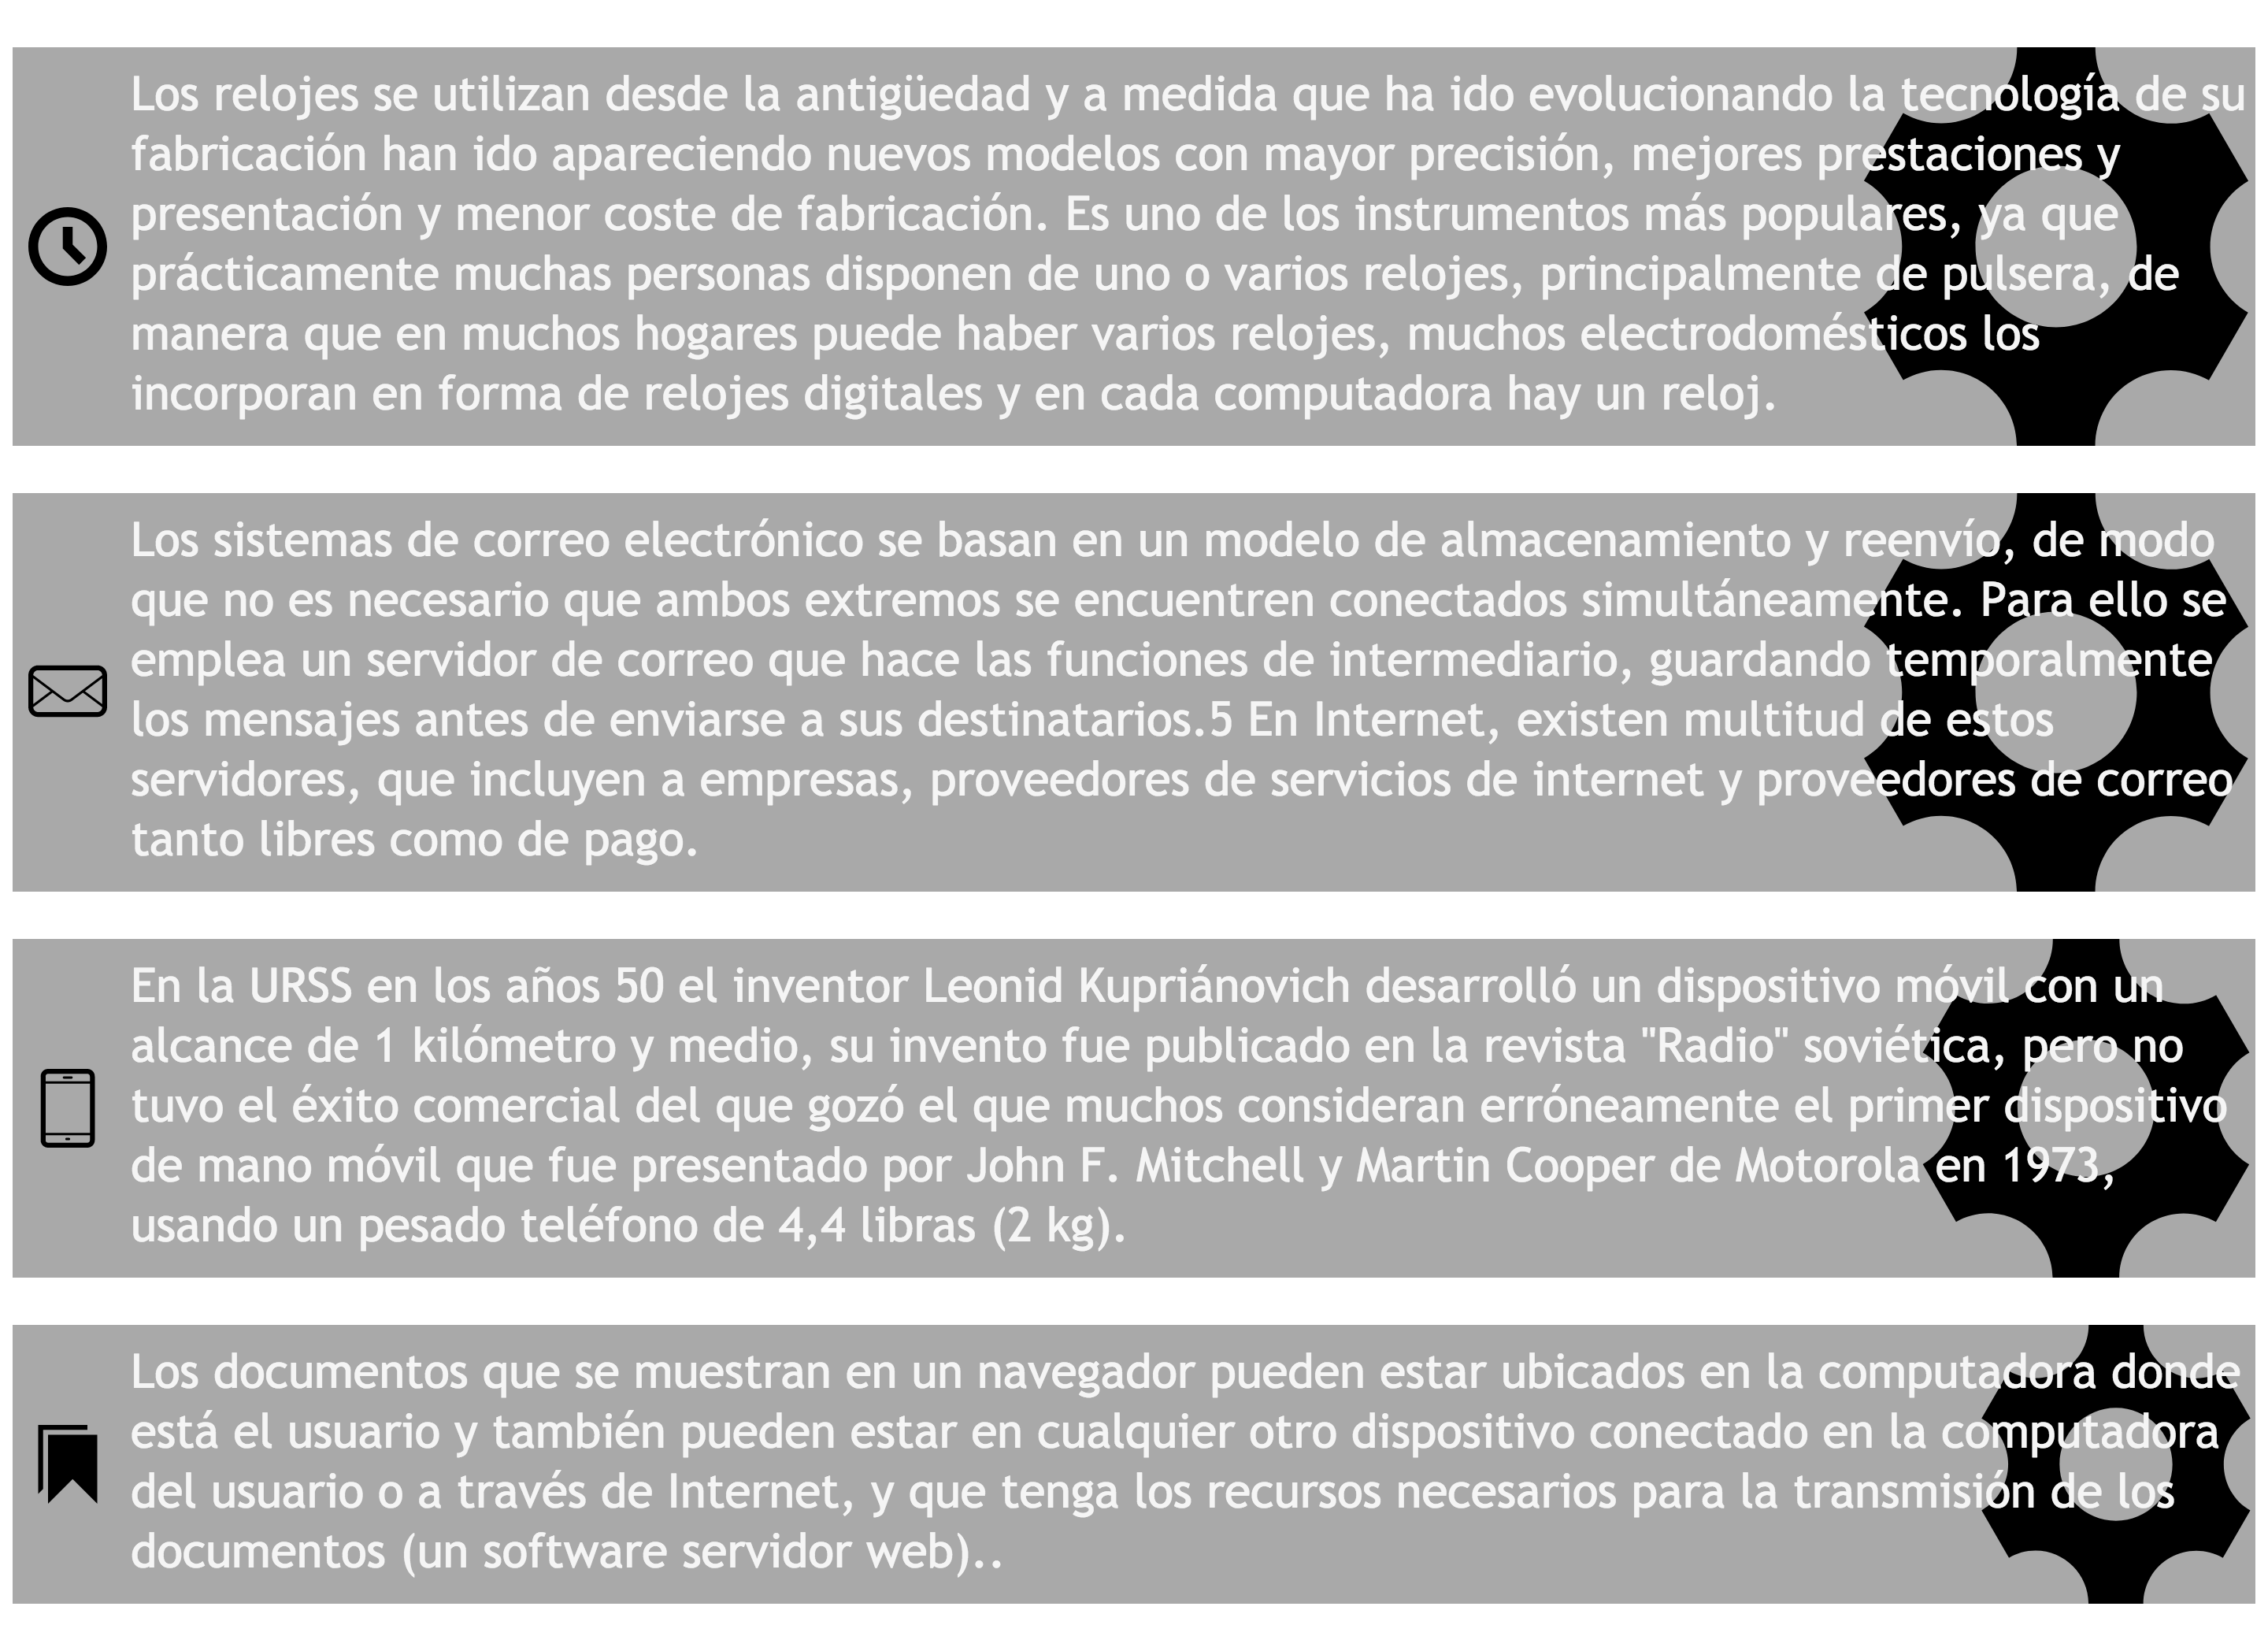 Los relojes se utilizan desde la antigüedad y a medida que ha ido evolucionando la tecnología de su
fabricación han ido apareciendo nuevos modelos con mayor precisión, mejores prestaciones y
presentación y menor coste de fabricación. Es uno de los instrumentos más populares, ya que
prácticamente muchas personas disponen de uno o varios relojes, principalmente de pulsera, de
manera que en muchos hogares puede haber varios relojes, muchos electrodomésticos los
incorporan en forma de relojes digitales y en cada computadora hay un reloj.
Los sistemas de correo electrónico se basan en un modelo de almacenamiento y reenvío, de modo
que no es necesario que ambos extremos se encuentren conectados simultáneamente. Para ello se
emplea un servidor de correo que hace las funciones de intermediario, guardando temporalmente
los mensajes antes de enviarse a sus destinatarios.5 En Internet, existen multitud de estos
servidores, que incluyen a empresas, proveedores de servicios de internet y proveedores de correo
tanto libres como de pago.
En la URSS en los años 50 el inventor Leonid Kupriánovich desarrolló un dispositivo móvil con un
alcance de 1 kilómetro y medio, su invento fue publicado en la revista "Radio" soviética, pero no
tuvo el éxito comercial del que gozó el que muchos consideran erróneamente el primer dispositivo
de mano móvil que fue presentado por John F. Mitchell y Martin Cooper de Motorola en 1973,
usando un pesado teléfono de 4,4 libras (2 kg).
Los documentos que se muestran en un navegador pueden estar ubicados en la computadora donde
está el usuario y también pueden estar en cualquier otro dispositivo conectado en la computadora
del usuario o a través de Internet, y que tenga los recursos necesarios para la transmisión de los
documentos (un software servidor web)..